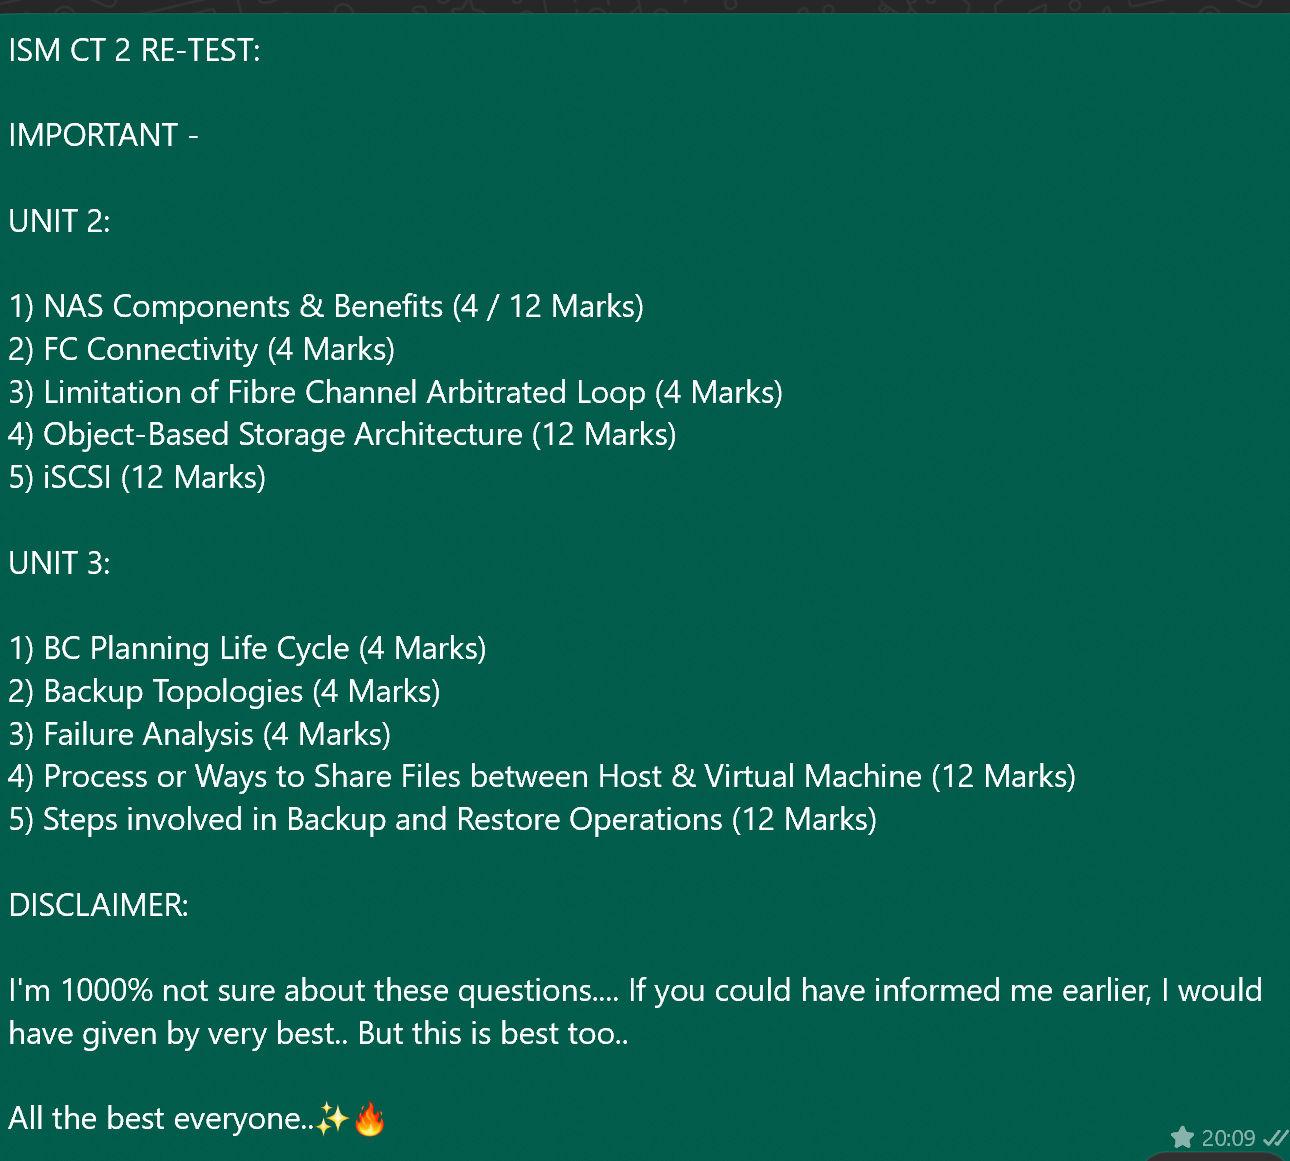 ISM CT 2 RE-TEST:
IMPORTANT -
UNIT 2:
1) NAS Components & Benefits (4 / 12 Marks)
2) FC Connectivity (4 Marks)
3) Limitation of Fibre Channel Arbitrated Loop (4 Marks)
4) Object-Based Storage Architecture (12 Marks)
5) iSCSI (12 Marks)
UNIT 3:
1) BC Planning Life Cycle (4 Marks)
2) Backup Topologies (4 Marks)
3) Failure Analysis (4 Marks)
4) Process or Ways to Share Files between Host & Virtual Machine (12 Marks)
5) Steps involved in Backup and Restore Operations (12 Marks)
DISCLAIMER:
I'm 1000% not sure about these questions.... If you could have informed me earlier, I would
have given by very best.. But this is best too..
All the best everyone..✨🔥
20:09